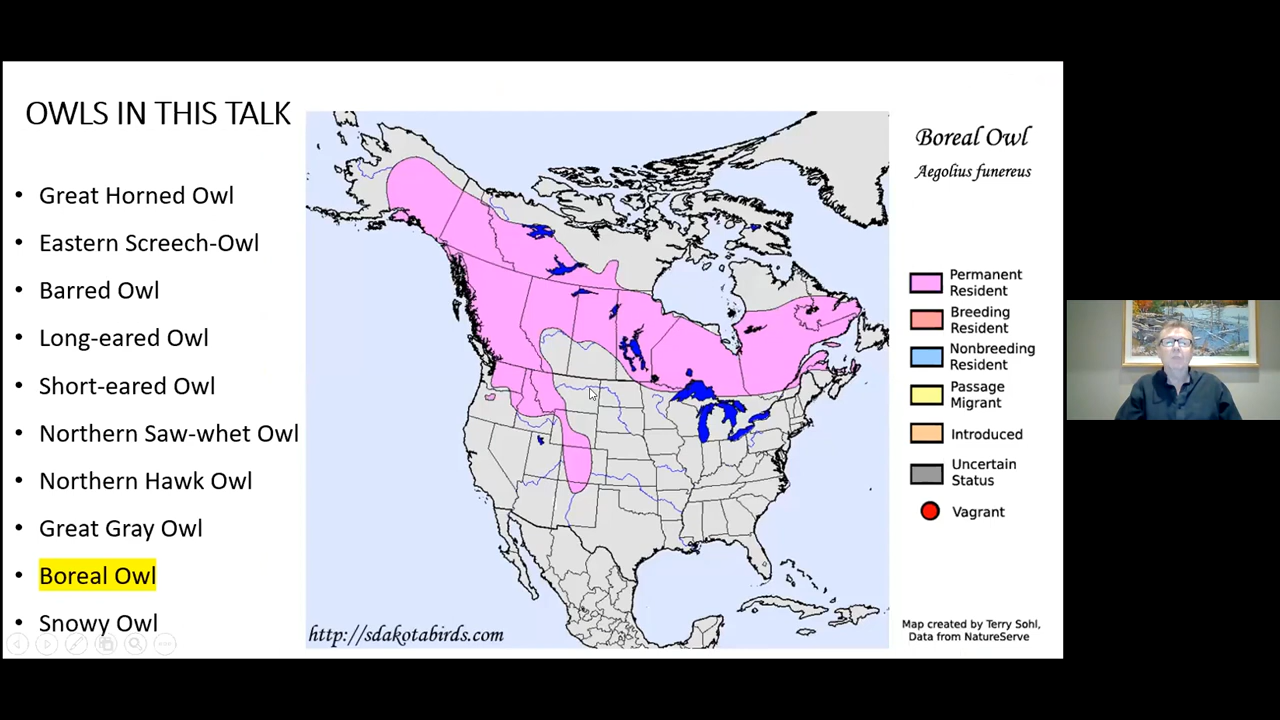 OWLS IN THIS TALK
• Great Horned Owl
• Eastern Screech-Owl
• Barred Owl
• Long-eared Owl
• Short-eared Owl
• Northern Saw-whet Owl
• Northern Hawk Owl
• Great Gray Owl
• Boreal Owl
• Snowy Owl
http://sdakotabirds.com
Boreal Owl
Aegolius funereus
Permanent
Resident
Breeding
Resident
Nonbreeding
Resident
Passage
Migrant
Introduced
Uncertain
Status
Vagrant
Map created by Terry Sohl,
Data from NatureServe